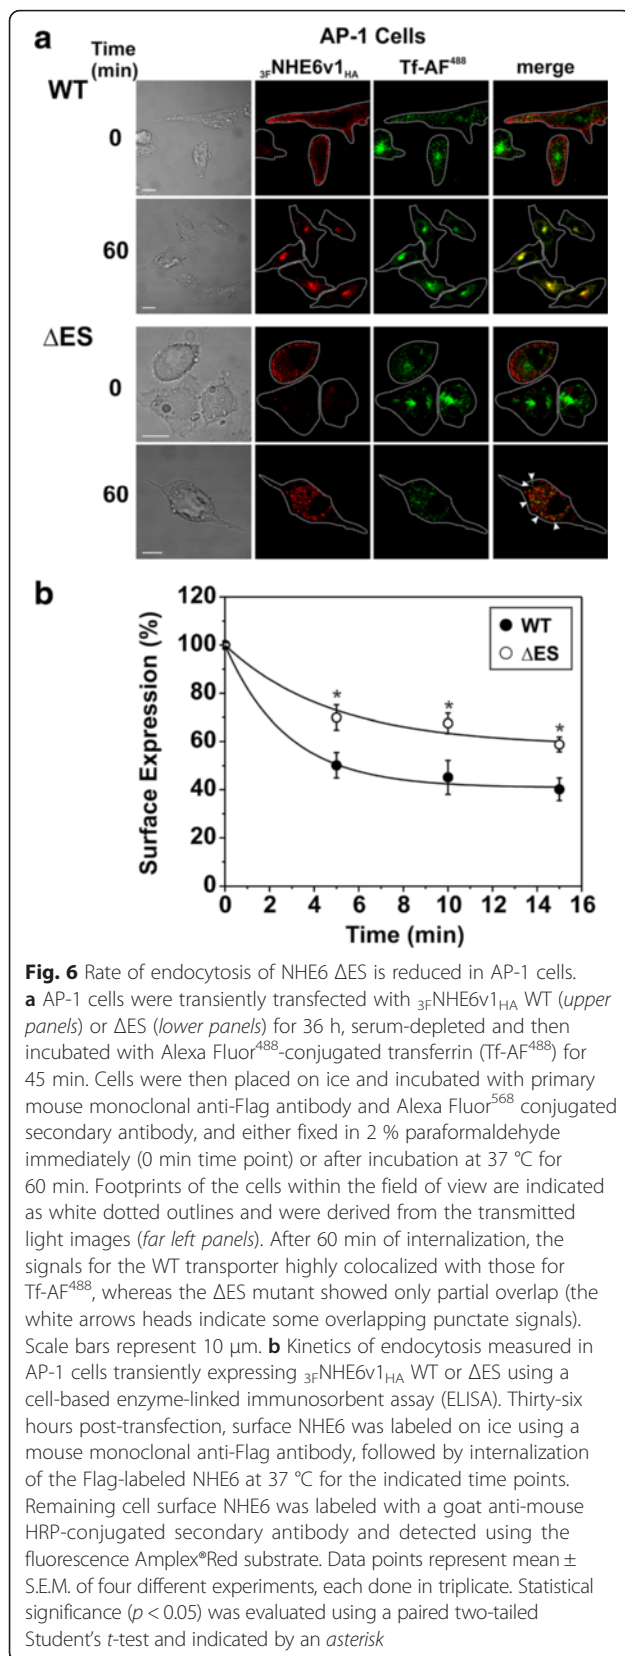 a
AP-1 Cells
Time
(min)
3FNHE6v1HA Tf-AF488 merge
WT
0
60
ΔES
0
60
b
120
100
80
60
40
20
0
Surface Expression (%)
WT
ΔES
*
*
*
0 2 4 6 8 10 12 14 16
Time (min)
Fig. 6 Rate of endocytosis of NHE6 ΔES is reduced in AP-1 cells.
a AP-1 cells were transiently transfected with 3FNHE6v1HA WT (upper
panels) or ΔES (lower panels) for 36 h, serum-depleted and then
incubated with Alexa Fluor488-conjugated transferrin (Tf-AF488) for
45 min. Cells were then placed on ice and incubated with primary
mouse monoclonal anti-Flag antibody and Alexa Fluor568 conjugated
secondary antibody, and either fixed in 2 % paraformaldehyde
immediately (0 min time point) or after incubation at 37 °C for
60 min. Footprints of the cells within the field of view are indicated
as white dotted outlines and were derived from the transmitted
light images (far left panels). After 60 min of internalization, the
signals for the WT transporter highly colocalized with those for
Tf-AF488, whereas the ΔES mutant showed only partial overlap (the
white arrows heads indicate some overlapping punctate signals).
Scale bars represent 10 μm. b Kinetics of endocytosis measured in
AP-1 cells transiently expressing 3FNHE6v1HA WT or ΔES using a
cell-based enzyme-linked immunosorbent assay (ELISA). Thirty-six
hours post-transfection, surface NHE6 was labeled on ice using a
mouse monoclonal anti-Flag antibody, followed by internalization
of the Flag-labeled NHE6 at 37 °C for the indicated time points.
Remaining cell surface NHE6 was labeled with a goat anti-mouse
HRP-conjugated secondary antibody and detected using the
fluorescence Amplex®Red substrate. Data points represent mean ±
S.E.M. of four different experiments, each done in triplicate. Statistical
significance (p < 0.05) was evaluated using a paired two-tailed
Student's t-test and indicated by an asterisk